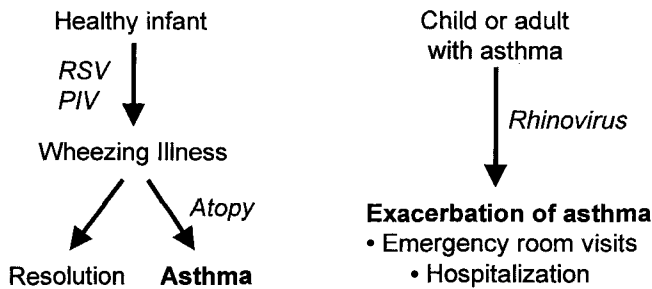 Healthy infant
RSV
PIV
Wheezing Illness
Atopy
Resolution Asthma
Child or adult
with asthma
Rhinovirus
Exacerbation of asthma
• Emergency room visits
• Hospitalization